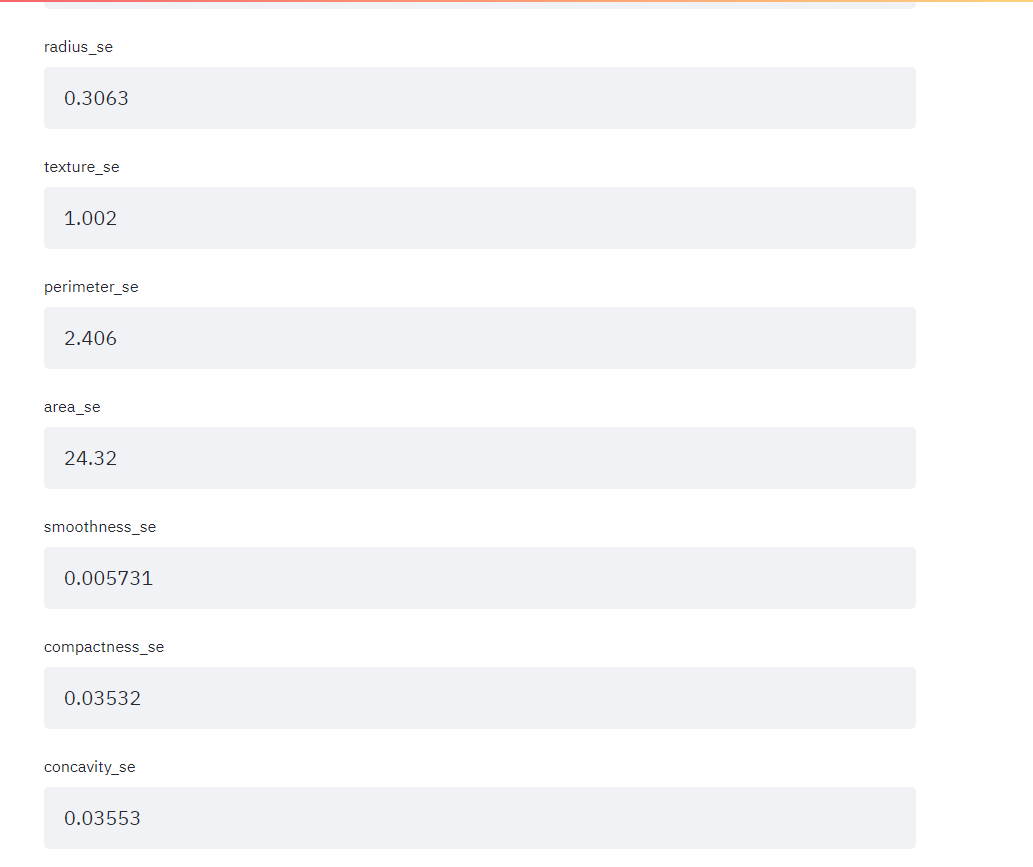 radius_se
0.3063
texture_se
1.002
perimeter_se
2.406
area_se
24.32
smoothness_se
0.005731
compactness_se
0.03532
concavity_se
0.03553